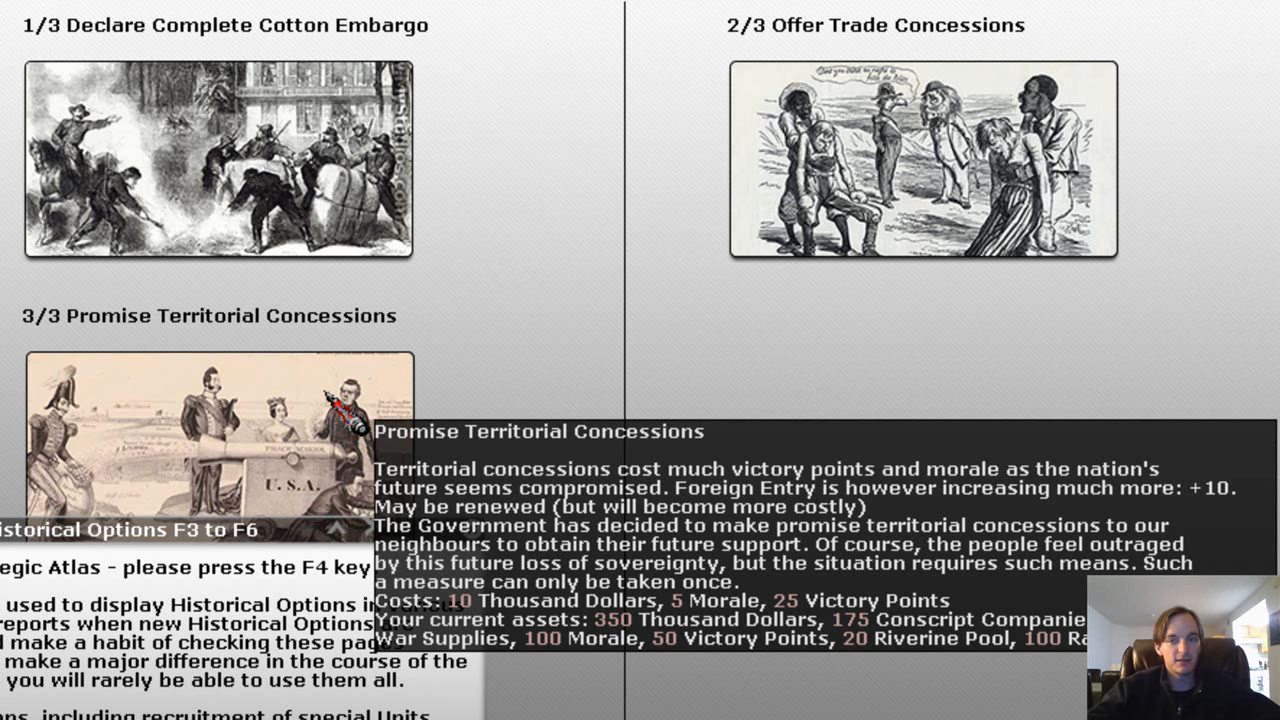 1/3 Declare Complete Cotton Embargo
2/3 Offer Trade Concessions
3/3 Promise Territorial Concessions
U.S.A.
Promise Territorial Concessions
Territorial concessions cost much victory points and morale as the nation's
future seems compromised. Foreign Entry is however increasing much more: +10.
May be renewed (but will become more costly)
The Government has decided to make promise territorial concessions to our
neighbours to obtain their future support. Of course, the people feel outraged
by this future loss of sovereignty, but the situation requires such means. Such
a measure can only be taken once.
Costs: 10 Thousand Dollars, 5 Morale, 25 Victory Points
Your current assets: 350 Thousand Dollars, 175 Conscript Companie
War Supplies, 100 Morale, 50 Victory Points, 20 Riverine Pool, 100 Ra
istorical Options F3 to F6
egic Atlas - please press the F4 key
used to display Historical Options in
reports when new Historical Options
make a habit of checking these pages
make a major difference in the course of the
you will rarely be able to use them all.
ons, including recruitment of special Units